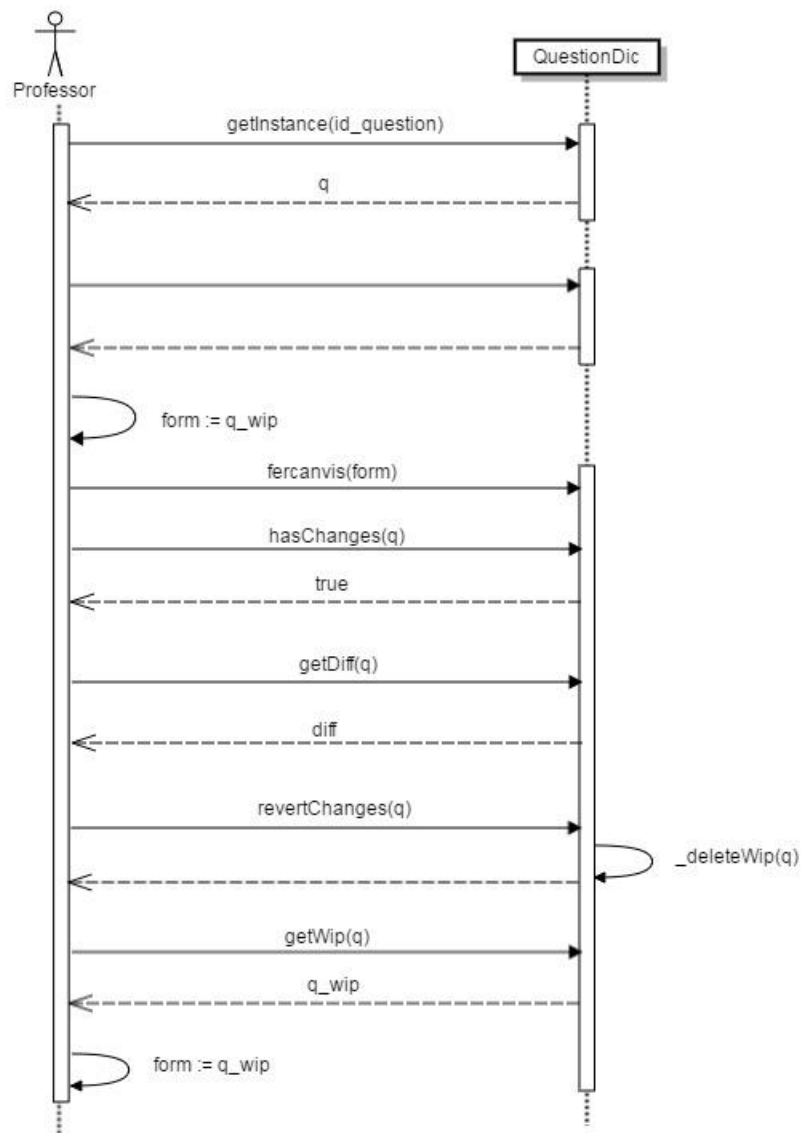 Professor
QuestionDic
getInstance(id_question)
q
form := q_wip
fercanvis(form)
hasChanges(q)
true
getDiff(q)
diff
revertChanges(q)
_deleteWip(q)
getWip(q)
q_wip
form := q_wip